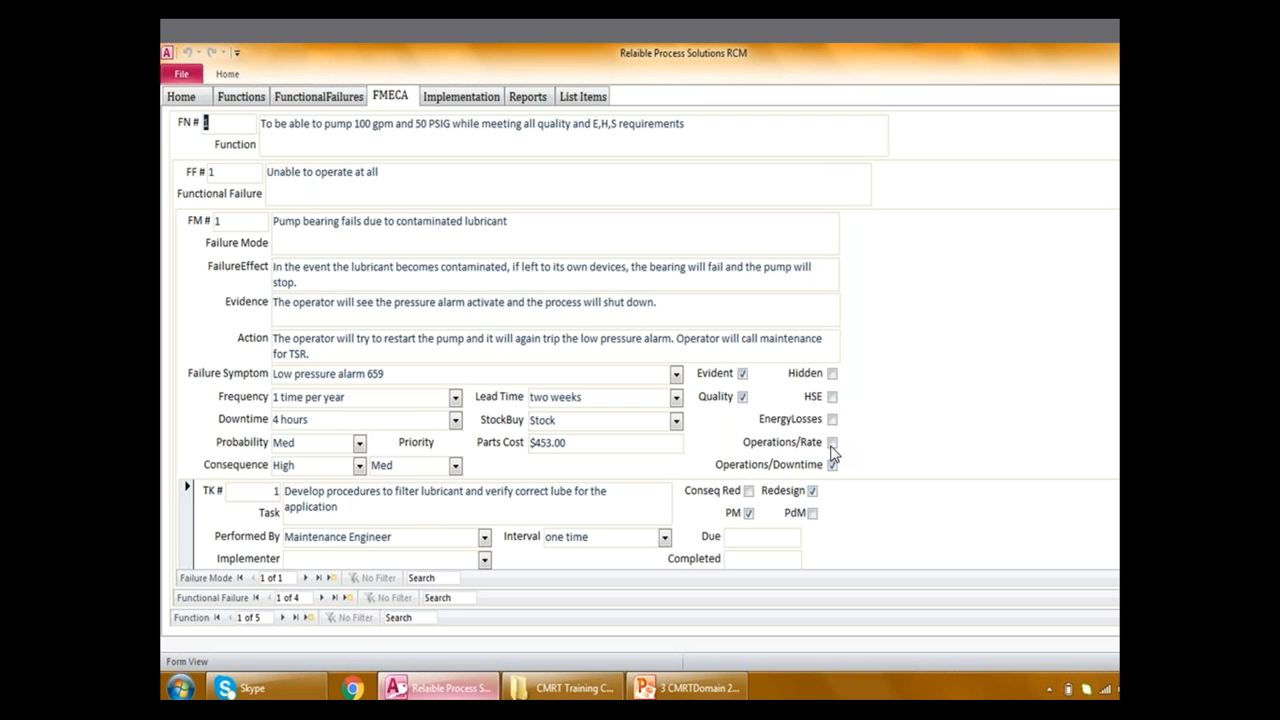 Relaible Process Solutions RCM
File Home
Home Functions FunctionalFailures FMECA Implementation Reports List Items
FN # 1 To be able to pump 100 gpm and 50 PSIG while meeting all quality and E,H,S requirements
Function
FF # 1 Unable to operate at all
Functional Failure
FM # 1 Pump bearing fails due to contaminated lubricant
Failure Mode
FailureEffect In the event the lubricant becomes contaminated, if left to its own devices, the bearing will fail and the pump will
stop.
Evidence The operator will see the pressure alarm activate and the process will shut down.
Action The operator will try to restart the pump and it will again trip the low pressure alarm. Operator will call maintenance
for TSR.
Failure Symptom Low pressure alarm 659 Evident Hidden
Frequency 1 time per year Lead Time two weeks Quality HSE
Downtime 4 hours StockBuy Stock EnergyLosses
Probability Med Priority Parts Cost $453.00 Operations/Rate
Consequence High Med Operations/Downtime
TK # 1 Develop procedures to filter lubricant and verify correct lube for the Conseq Red Redesign
Task application PM PdM
Performed By Maintenance Engineer Interval one time Due
Implementer Completed
Failure Mode 1 of 1 No Filter Search
Functional Failure 1 of 4 No Filter Search
Function 1 of 5 No Filter Search
Form View
Skype Relaible Process S... CMRT Training C... 3 CMRTDomain 2...